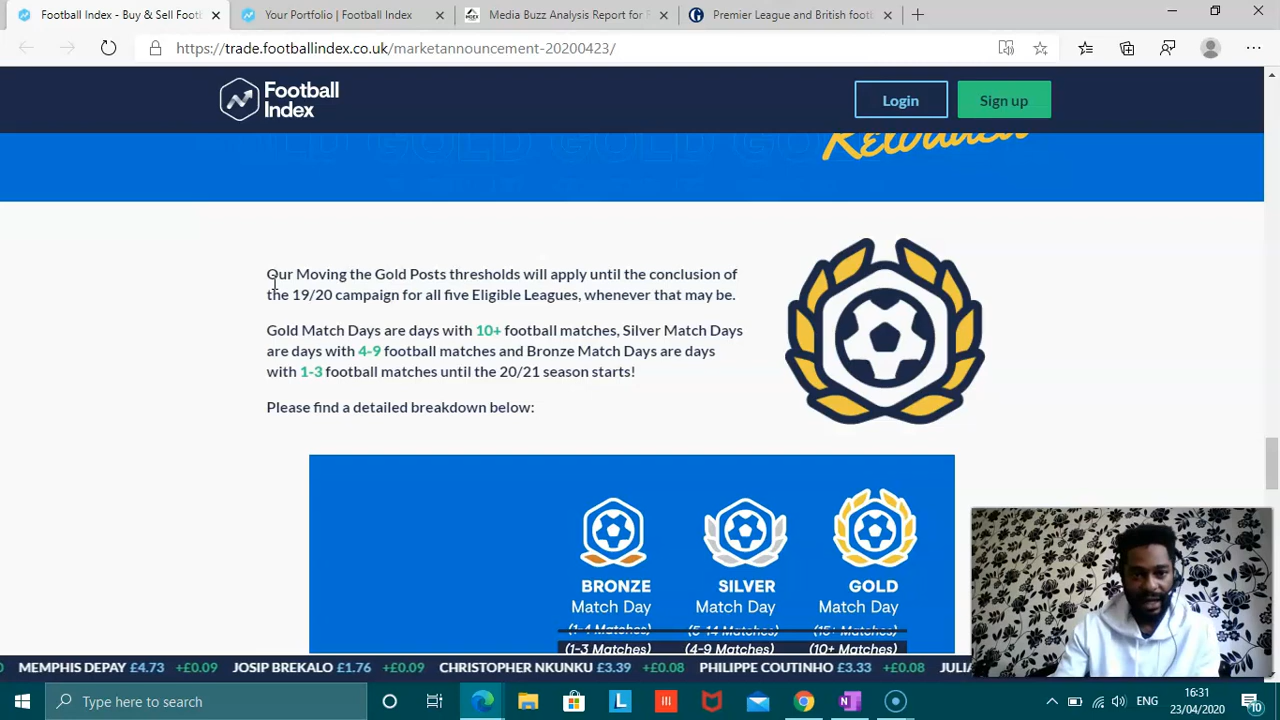 Football Index - Buy & Sell Foot
Your Portfolio | Football Index
Media Buzz Analysis Report for F
Premier League and British footb
https://trade.footballindex.co.uk/marketannouncement-20200423/
Football
Index
Login
Sign up
GOLD GOLD
Our Moving the Gold Posts thresholds will apply until the conclusion of
the 19/20 campaign for all five Eligible Leagues, whenever that may be.
Gold Match Days are days with 10+ football matches, Silver Match Days
are days with 4-9 football matches and Bronze Match Days are days
with 1-3 football matches until the 20/21 season starts!
Please find a detailed breakdown below:
BRONZE SILVER GOLD
Match Day Match Day Match Day
(1-4 Matches) (5-14 Matches) (15+ Matches)
(1-3 Matches) (4-9 Matches) (10+ Matches)
MEMPHIS DEPAY £4.73 +£0.09 JOSIP BREKALO £1.76 +£0.09 CHRISTOPHER NKUNKU £3.39 +£0.08 PHILIPPE COUTINHO £3.33 +£0.08 JULIA
Type here to search
ENG
16:31
23/04/2020
10